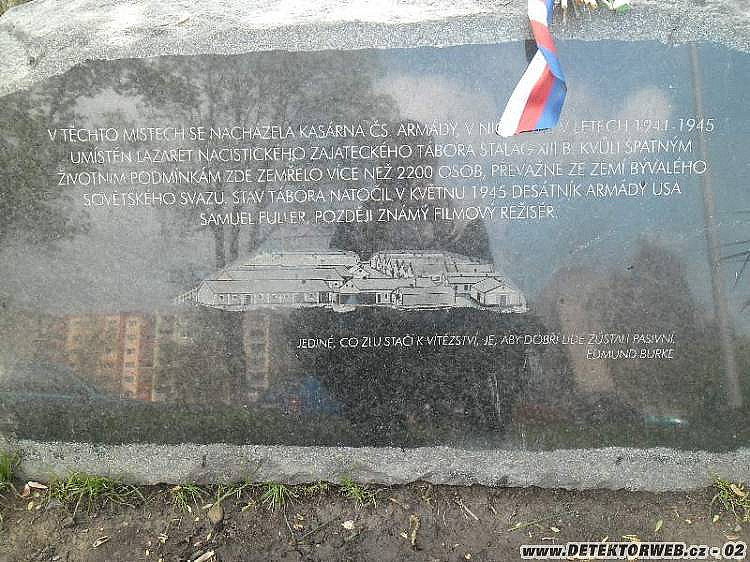 V TĚCHTO MÍSTECH SE NACHÁZELA KASÁRNA ČS. ARMÁDY, V V LETECH 1941-1945
UMÍSTĚN LAZARET NACISTICKÉHO ZAJATECKÉHO TÁBORA STALAG XIII B. KVŮLI ŠPATNÝM
ŽIVOTNÍM PODMÍNKÁM ZDE ZEMŘELO VÍCE NEŽ 2200 OSOB, PŘEVÁŽNĚ ZE ZEMÍ BÝVALÉHO
SOVĚTSKÉHO SVAZU. STAV TÁBORA NATOČIL V KVĚTNU 1945 DESÁTNÍK ARMÁDY USA
SAMUEL FULLER, POZDĚJI ZNÁMÝ FILMOVÝ REŽISÉR.
JEDINÉ, CO ZLU STAČÍ K VÍTĚZSTVÍ, JE, ABY DOBŘÍ LIDÉ ZŮSTALI PASIVNÍ.
EDMUND BURKE
www.DETEKTORWEB.cz - 02